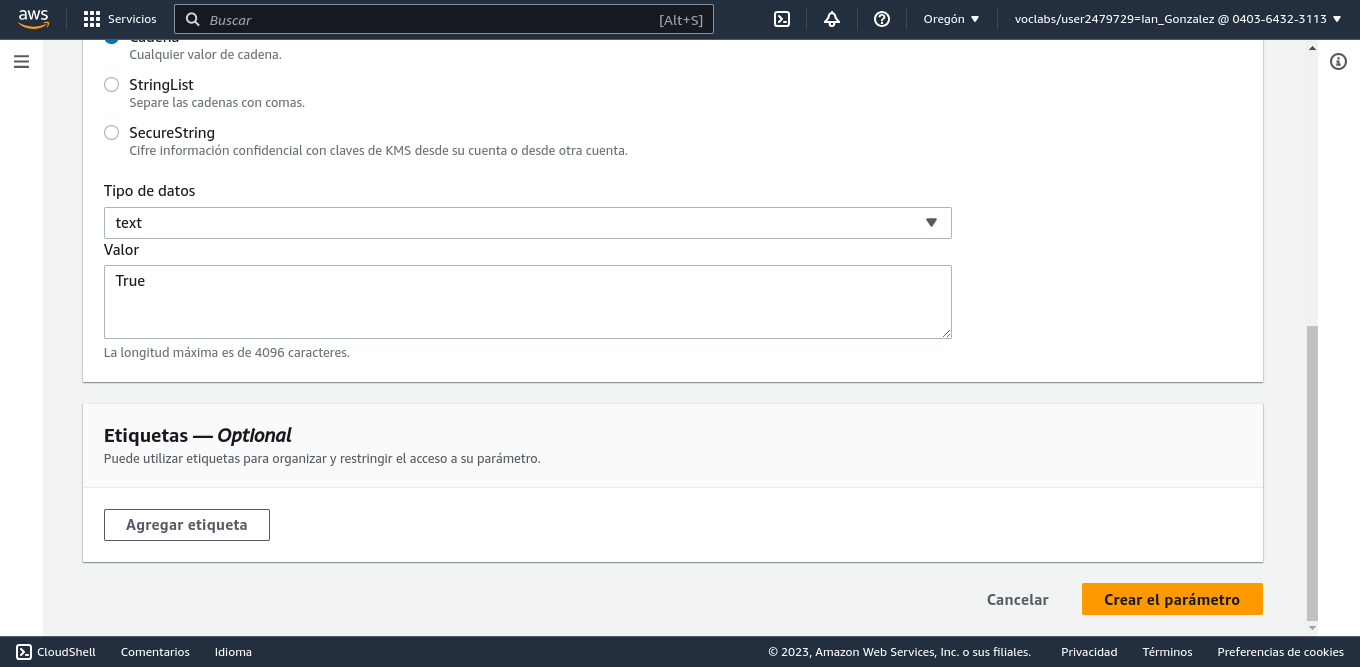 aws
Servicios
Buscar
[Alt+S]
Oregón
voclabs/user2479729=Ian_Gonzalez @ 0403-6432-3113
Cadena
Cualquier valor de cadena.
StringList
Separe las cadenas con comas.
SecureString
Cifre información confidencial con claves de KMS desde su cuenta o desde otra cuenta.
Tipo de datos
text
Valor
True
La longitud máxima es de 4096 caracteres.
Etiquetas — Optional
Puede utilizar etiquetas para organizar y restringir el acceso a su parámetro.
Agregar etiqueta
Cancelar
Crear el parámetro
CloudShell
Comentarios
Idioma
© 2023, Amazon Web Services, Inc. o sus filiales.
Privacidad
Términos
Preferencias de cookies